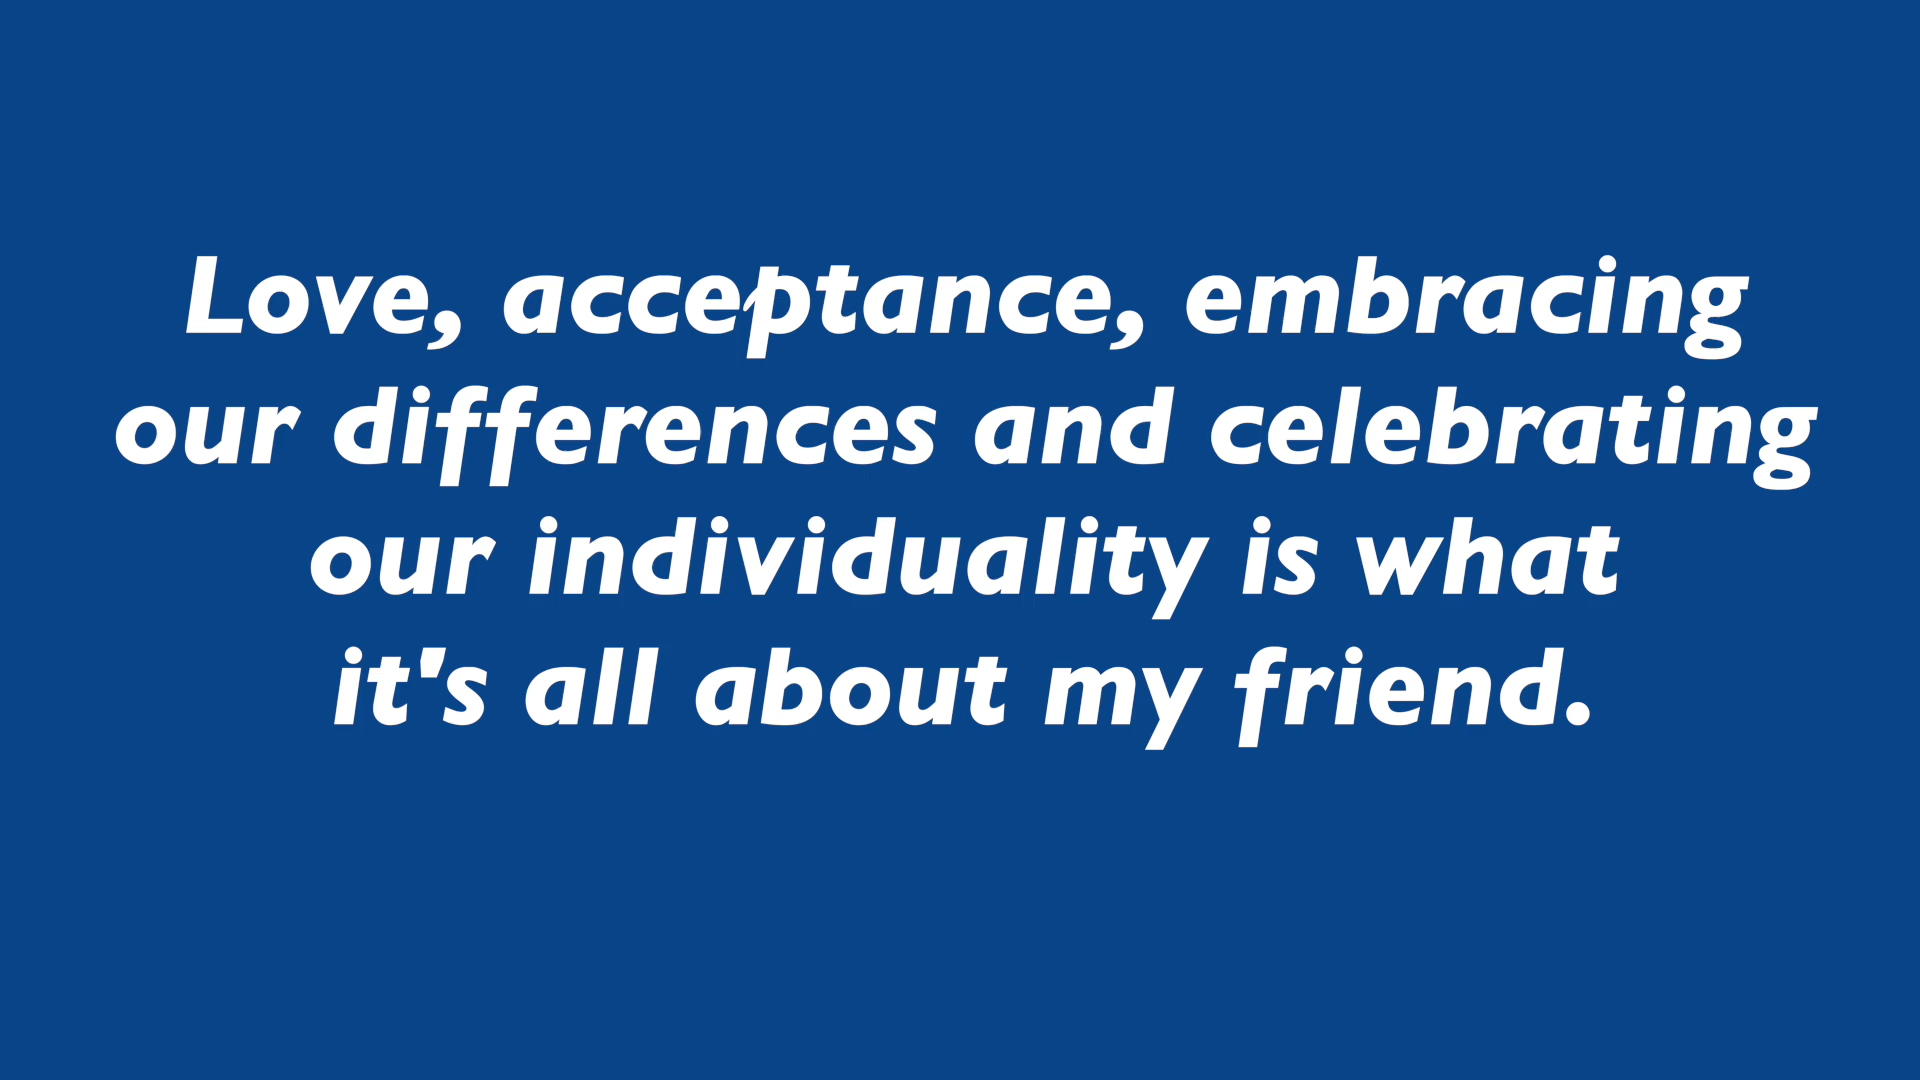 Love, acceptance, embracing
our differences and celebrating
our individuality is what
it's all about my friend.